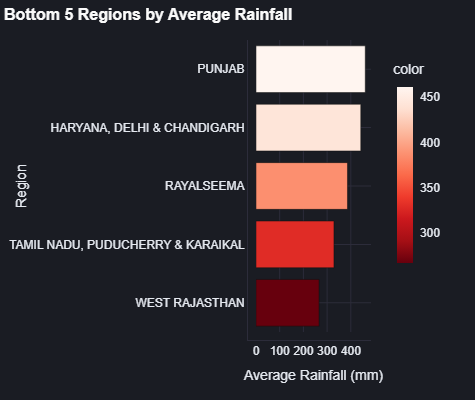 Bottom 5 Regions by Average Rainfall
PUNJAB
HARYANA, DELHI & CHANDIGARH
RAYALSEEMA
TAMIL NADU, PUDUCHERRY & KARAIKAL
WEST RAJASTHAN
Region
0 100 200 300 400
Average Rainfall (mm)
color
450
400
350
300